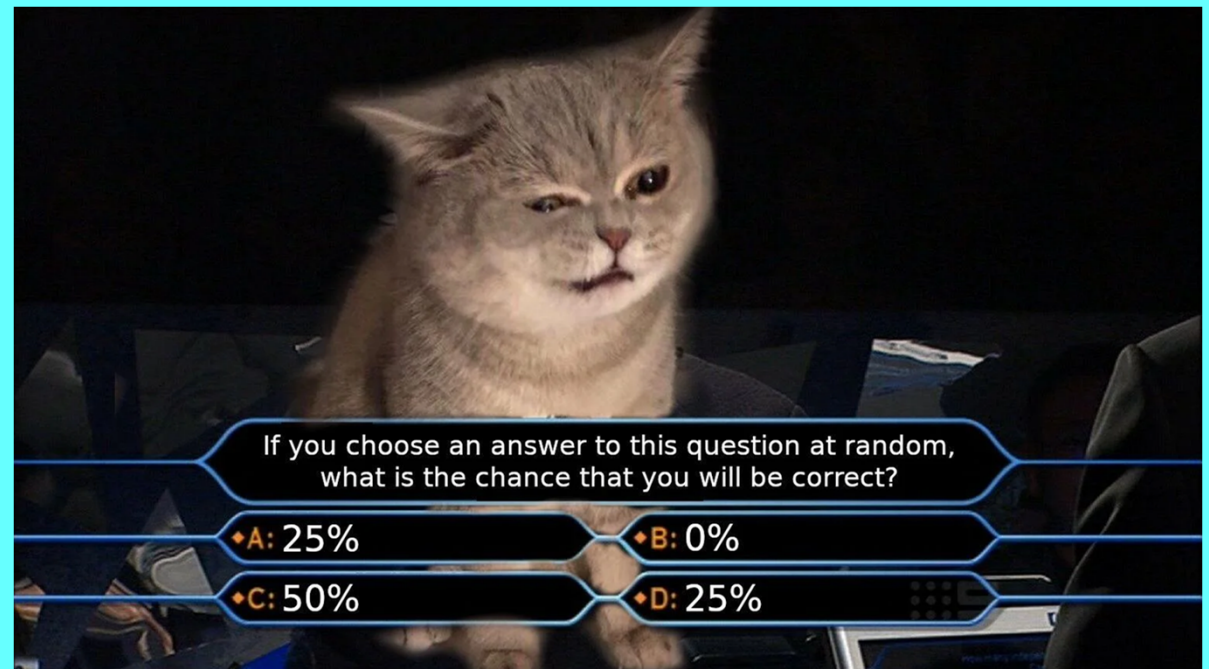 If you choose an answer to this question at random,
what is the chance that you will be correct?
A: 25%
B: 0%
C: 50%
D: 25%